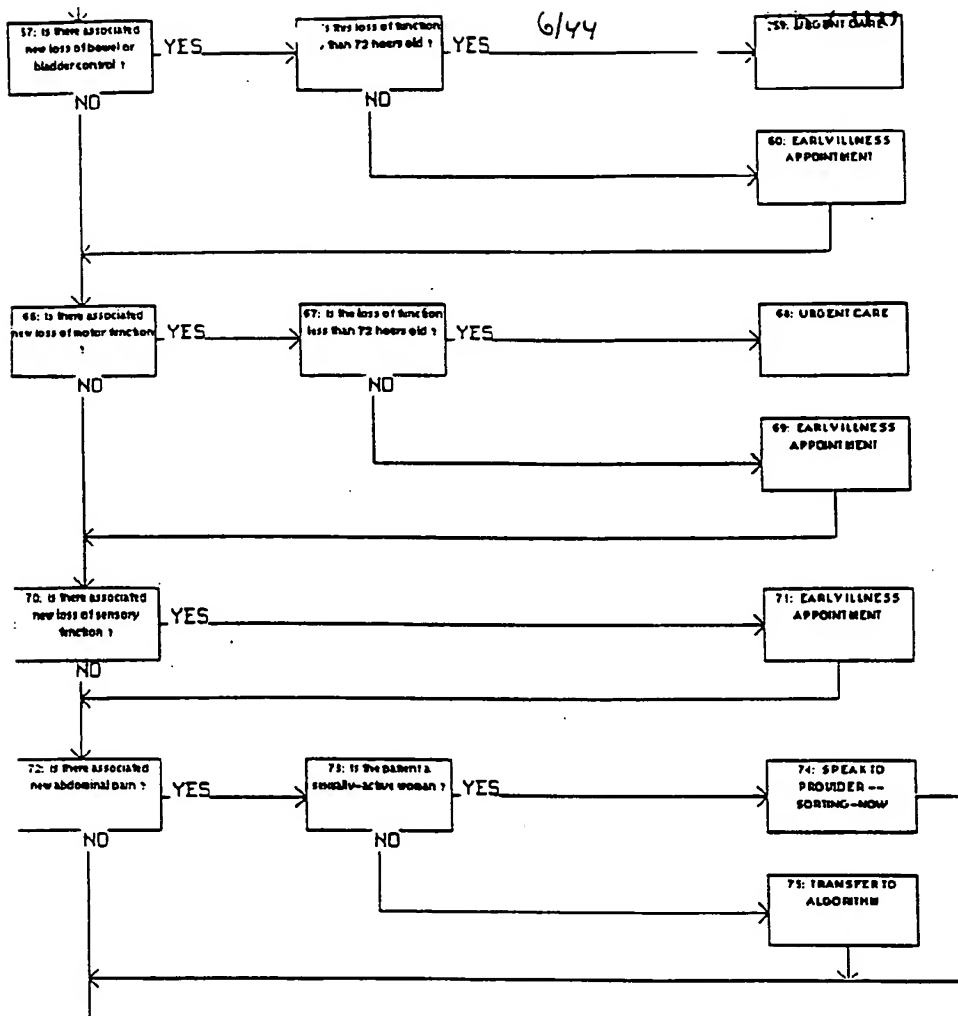 57: Is there associated
new loss of bowel or
bladder control ?
YES
NO
's this loss of function
, than 72 hours old ?
YES
NO
6/44
59: URGENT CARE
60: EARLY ILLNESS
APPOINTMENT
66: Is there associated
new loss of motor function
?
YES
NO
67: Is the loss of function
less than 72 hours old ?
YES
NO
68: URGENT CARE
69: EARLY ILLNESS
APPOINTMENT
70: Is there associated
new loss of sensory
function ?
YES
NO
71: EARLY ILLNESS
APPOINTMENT
72: Is there associated
new abdominal pain ?
YES
NO
73: Is the patient a
sexually-active woman ?
YES
NO
74: SPEAK TO
PROVIDER --
SORTING-NOW
75: TRANSFER TO
ALGORITHM